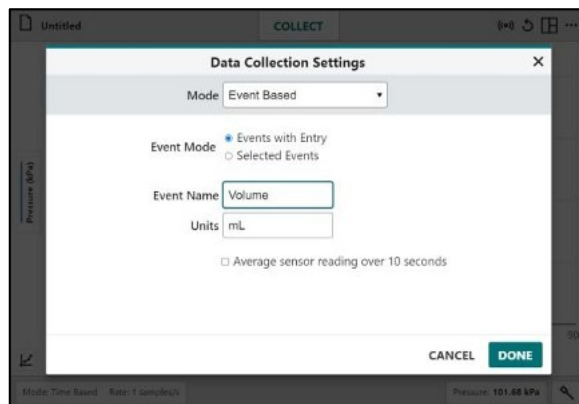 Untitled
COLLECT
Data Collection Settings
Mode Event Based
Event Mode
Events with Entry
Selected Events
Event Name Volume
Units mL
Average sensor reading over 10 seconds
CANCEL DONE
Pressure (kPa)
90
Mode: Time Based Rate: 1 samples/s Pressure: 101.68 kPa